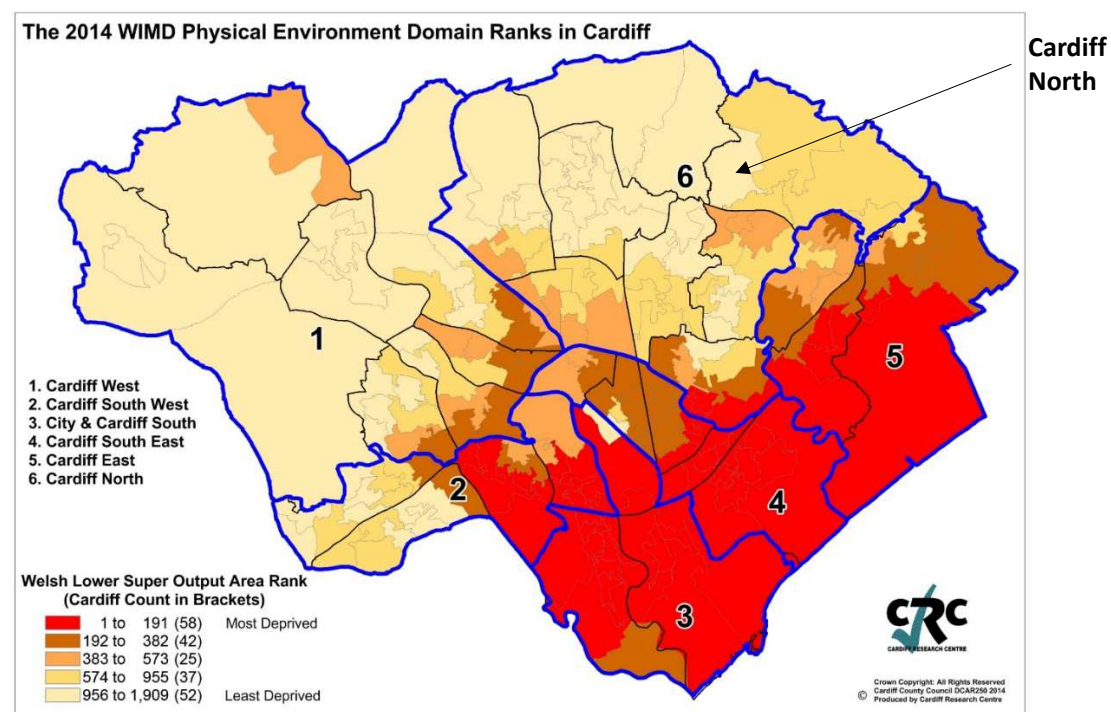 The 2014 WIMD Physical Environment Domain Ranks in Cardiff
Cardiff
North
6
1
5
1. Cardiff West
2. Cardiff South West
3. City & Cardiff South
4. Cardiff South East
5. Cardiff East
6. Cardiff North
2
4
3
Welsh Lower Super Output Area Rank
(Cardiff Count in Brackets)
1 to 191 (58) Most Deprived
192 to 382 (42)
383 to 573 (25)
574 to 955 (37)
956 to 1,909 (52) Least Deprived
CRC
CARDIFF RESEARCH CENTRE
Crown Copyright: All Rights Reserved
Cardiff County Council DCAR250 2014
© Produced by Cardiff Research Centre